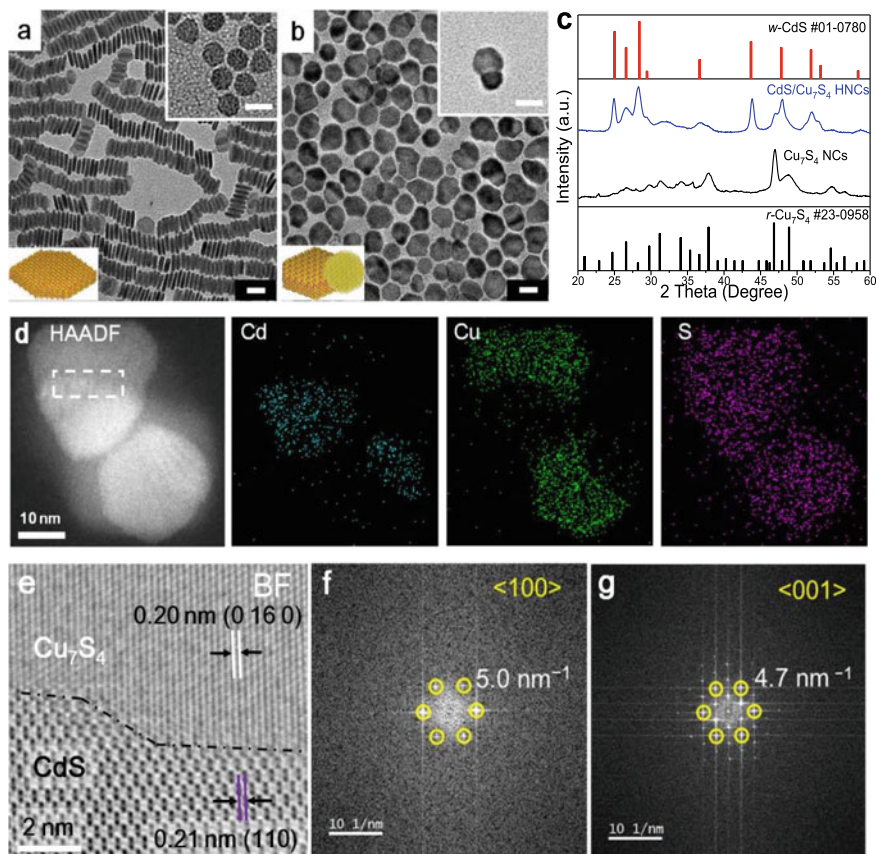 a
b
c
w-CdS #01-0780
CdS/Cu₇S₄ HNCs
Cu₇S₄ NCs
r-Cu₇S₄ #23-0958
Intensity (a.u.)
20 25 30 35 40 45 50 55 60
2 Theta (Degree)
d
HAADF
Cd
Cu
S
10 nm
e
BF
0.20 nm (0 16 0)
Cu₇S₄
CdS
2 nm
0.21 nm (110)
f
<100>
5.0 nm⁻¹
10 1/nm
g
<001>
4.7 nm⁻¹
10 1/nm